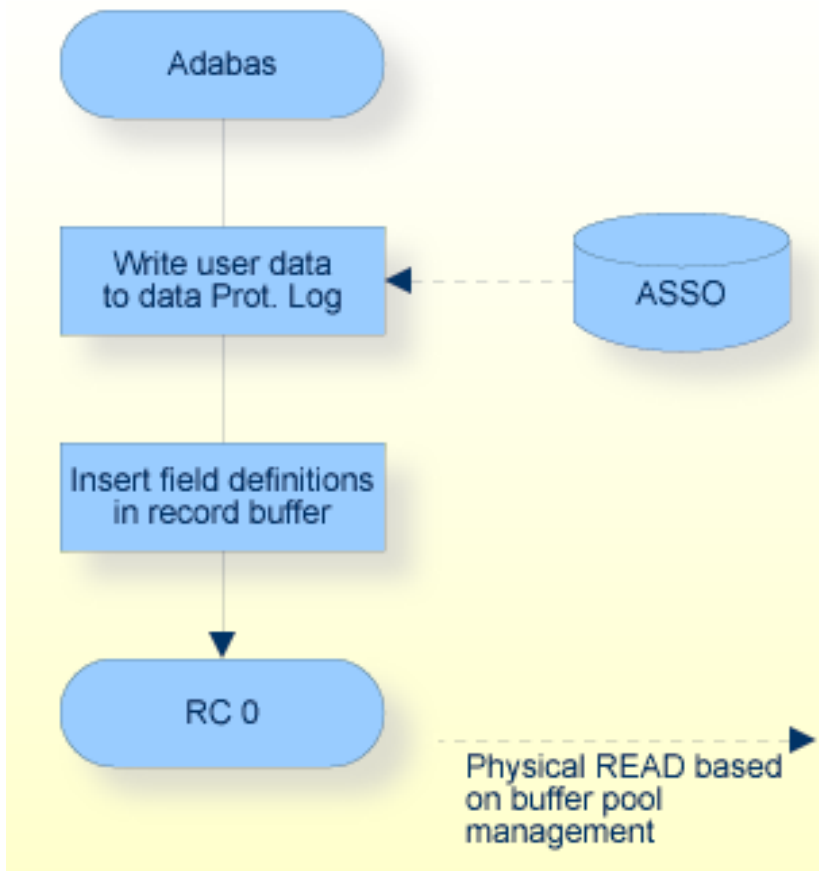 Adabas
Write user data
to data Prot. Log
ASSO
Insert field definitions
in record buffer
RC 0
Physical READ based
on buffer pool
management